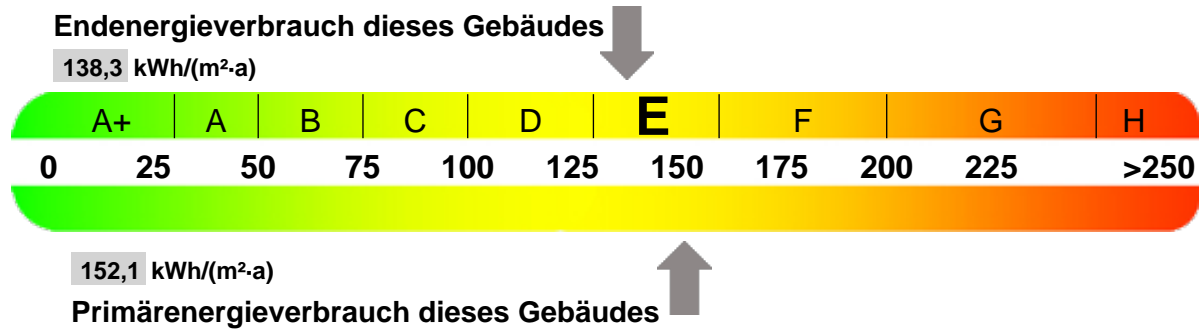 Endenergieverbrauch dieses Gebäudes
138,3 kWh/(m²·a)
A+ A B C D E F G H
0 25 50 75 100 125 150 175 200 225 >250
152,1 kWh/(m²·a)
Primärenergieverbrauch dieses Gebäudes